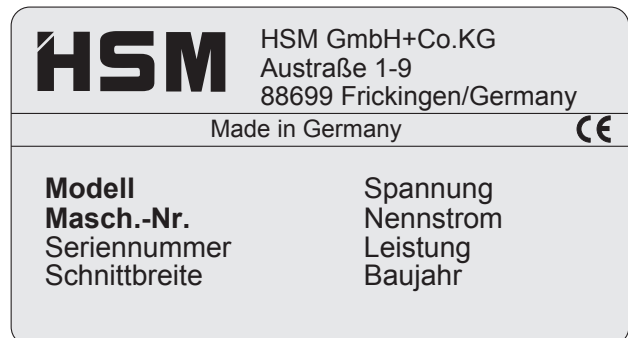 HSM
HSM GmbH+Co.KG
Austraße 1-9
88699 Frickingen/Germany
Made in Germany CE
Modell
Masch.-Nr.
Seriennummer
Schnittbreite
Spannung
Nennstrom
Leistung
Baujahr